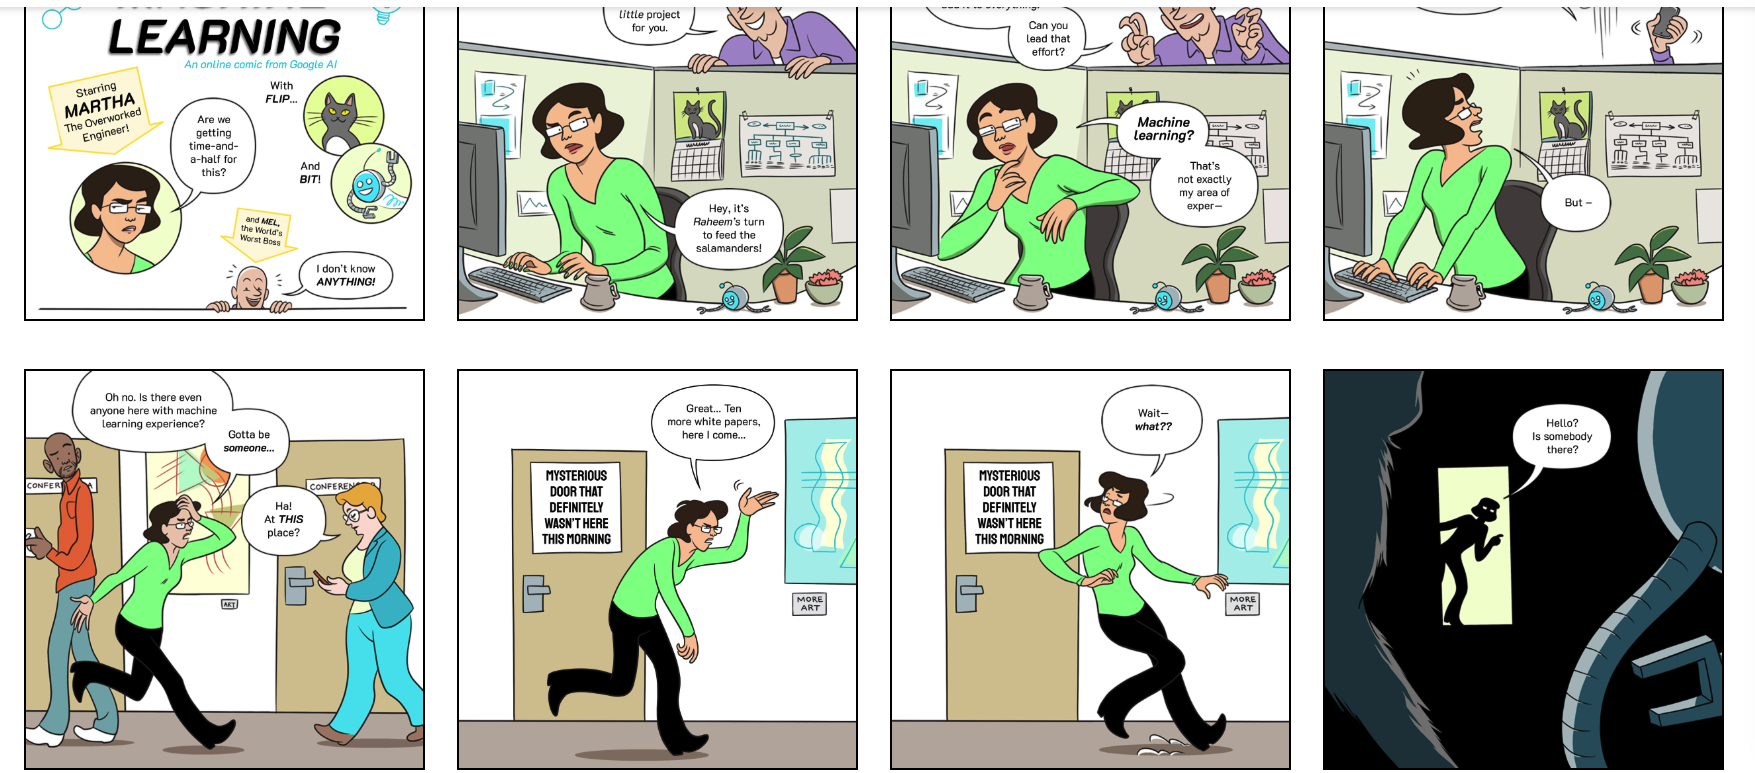 LEARNING
An online comic from Google AI
Starring
MARTHA
The Overworked
Engineer!
With
FLIP...
Are we
getting
time-and-
a-half for
this?
And
BIT!
and MEL,
the World's
Worst Boss
I don't know
ANYTHING!
little project
for you.
Hey, it's
Raheem's turn
to feed the
salamanders!
Can you
lead that
effort?
Machine
learning?
That's
not exactly
my area of
exper—
But –
Oh no. Is there even
anyone here with machine
learning experience?
Gotta be
someone...
Ha!
At THIS
place?
ART
Great... Ten
more white papers,
here I come...
MYSTERIOUS
DOOR THAT
DEFINITELY
WASN'T HERE
THIS MORNING
MORE
ART
Wait—
what??
MYSTERIOUS
DOOR THAT
DEFINITELY
WASN'T HERE
THIS MORNING
MORE
ART
Hello?
Is somebody
there?